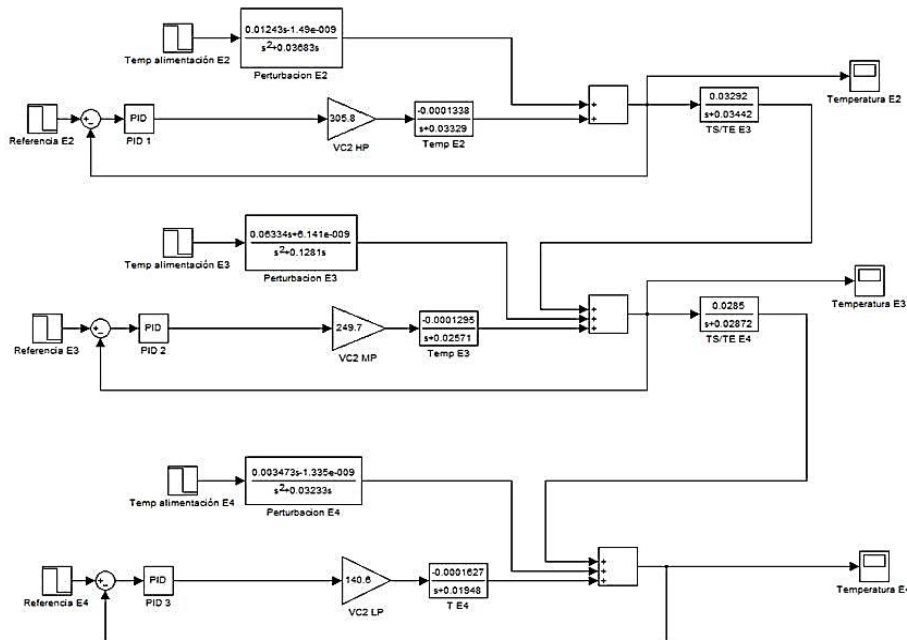 0.01243s-1.49e-009
s²+0.03683s
Temp alimentación E2
Perturbacion E2
+
+
Temperatura E2
0.03292
s+0.03442
TS/TE E3
+
-
PID
305.8
-0.0001338
s+0.03329
Referencia E2
PID 1
VC2 HP
Temp E2
0.06334s+6.141e-009
s²+0.1281s
Temp alimentación E3
Perturbacion E3
+
+
+
Temperatura E3
0.0285
s+0.02872
TS/TE E4
+
-
PID
249.7
-0.0001295
s+0.02571
Referencia E3
PID 2
VC2 MP
Temp E3
0.003473s-1.335e-009
s²+0.03233s
Temp alimentación E4
Perturbacion E4
+
+
+
Temperatura E4
+
-
PID
140.6
-0.0001627
s+0.01948
Referencia E4
PID 3
VC2 LP
T E4